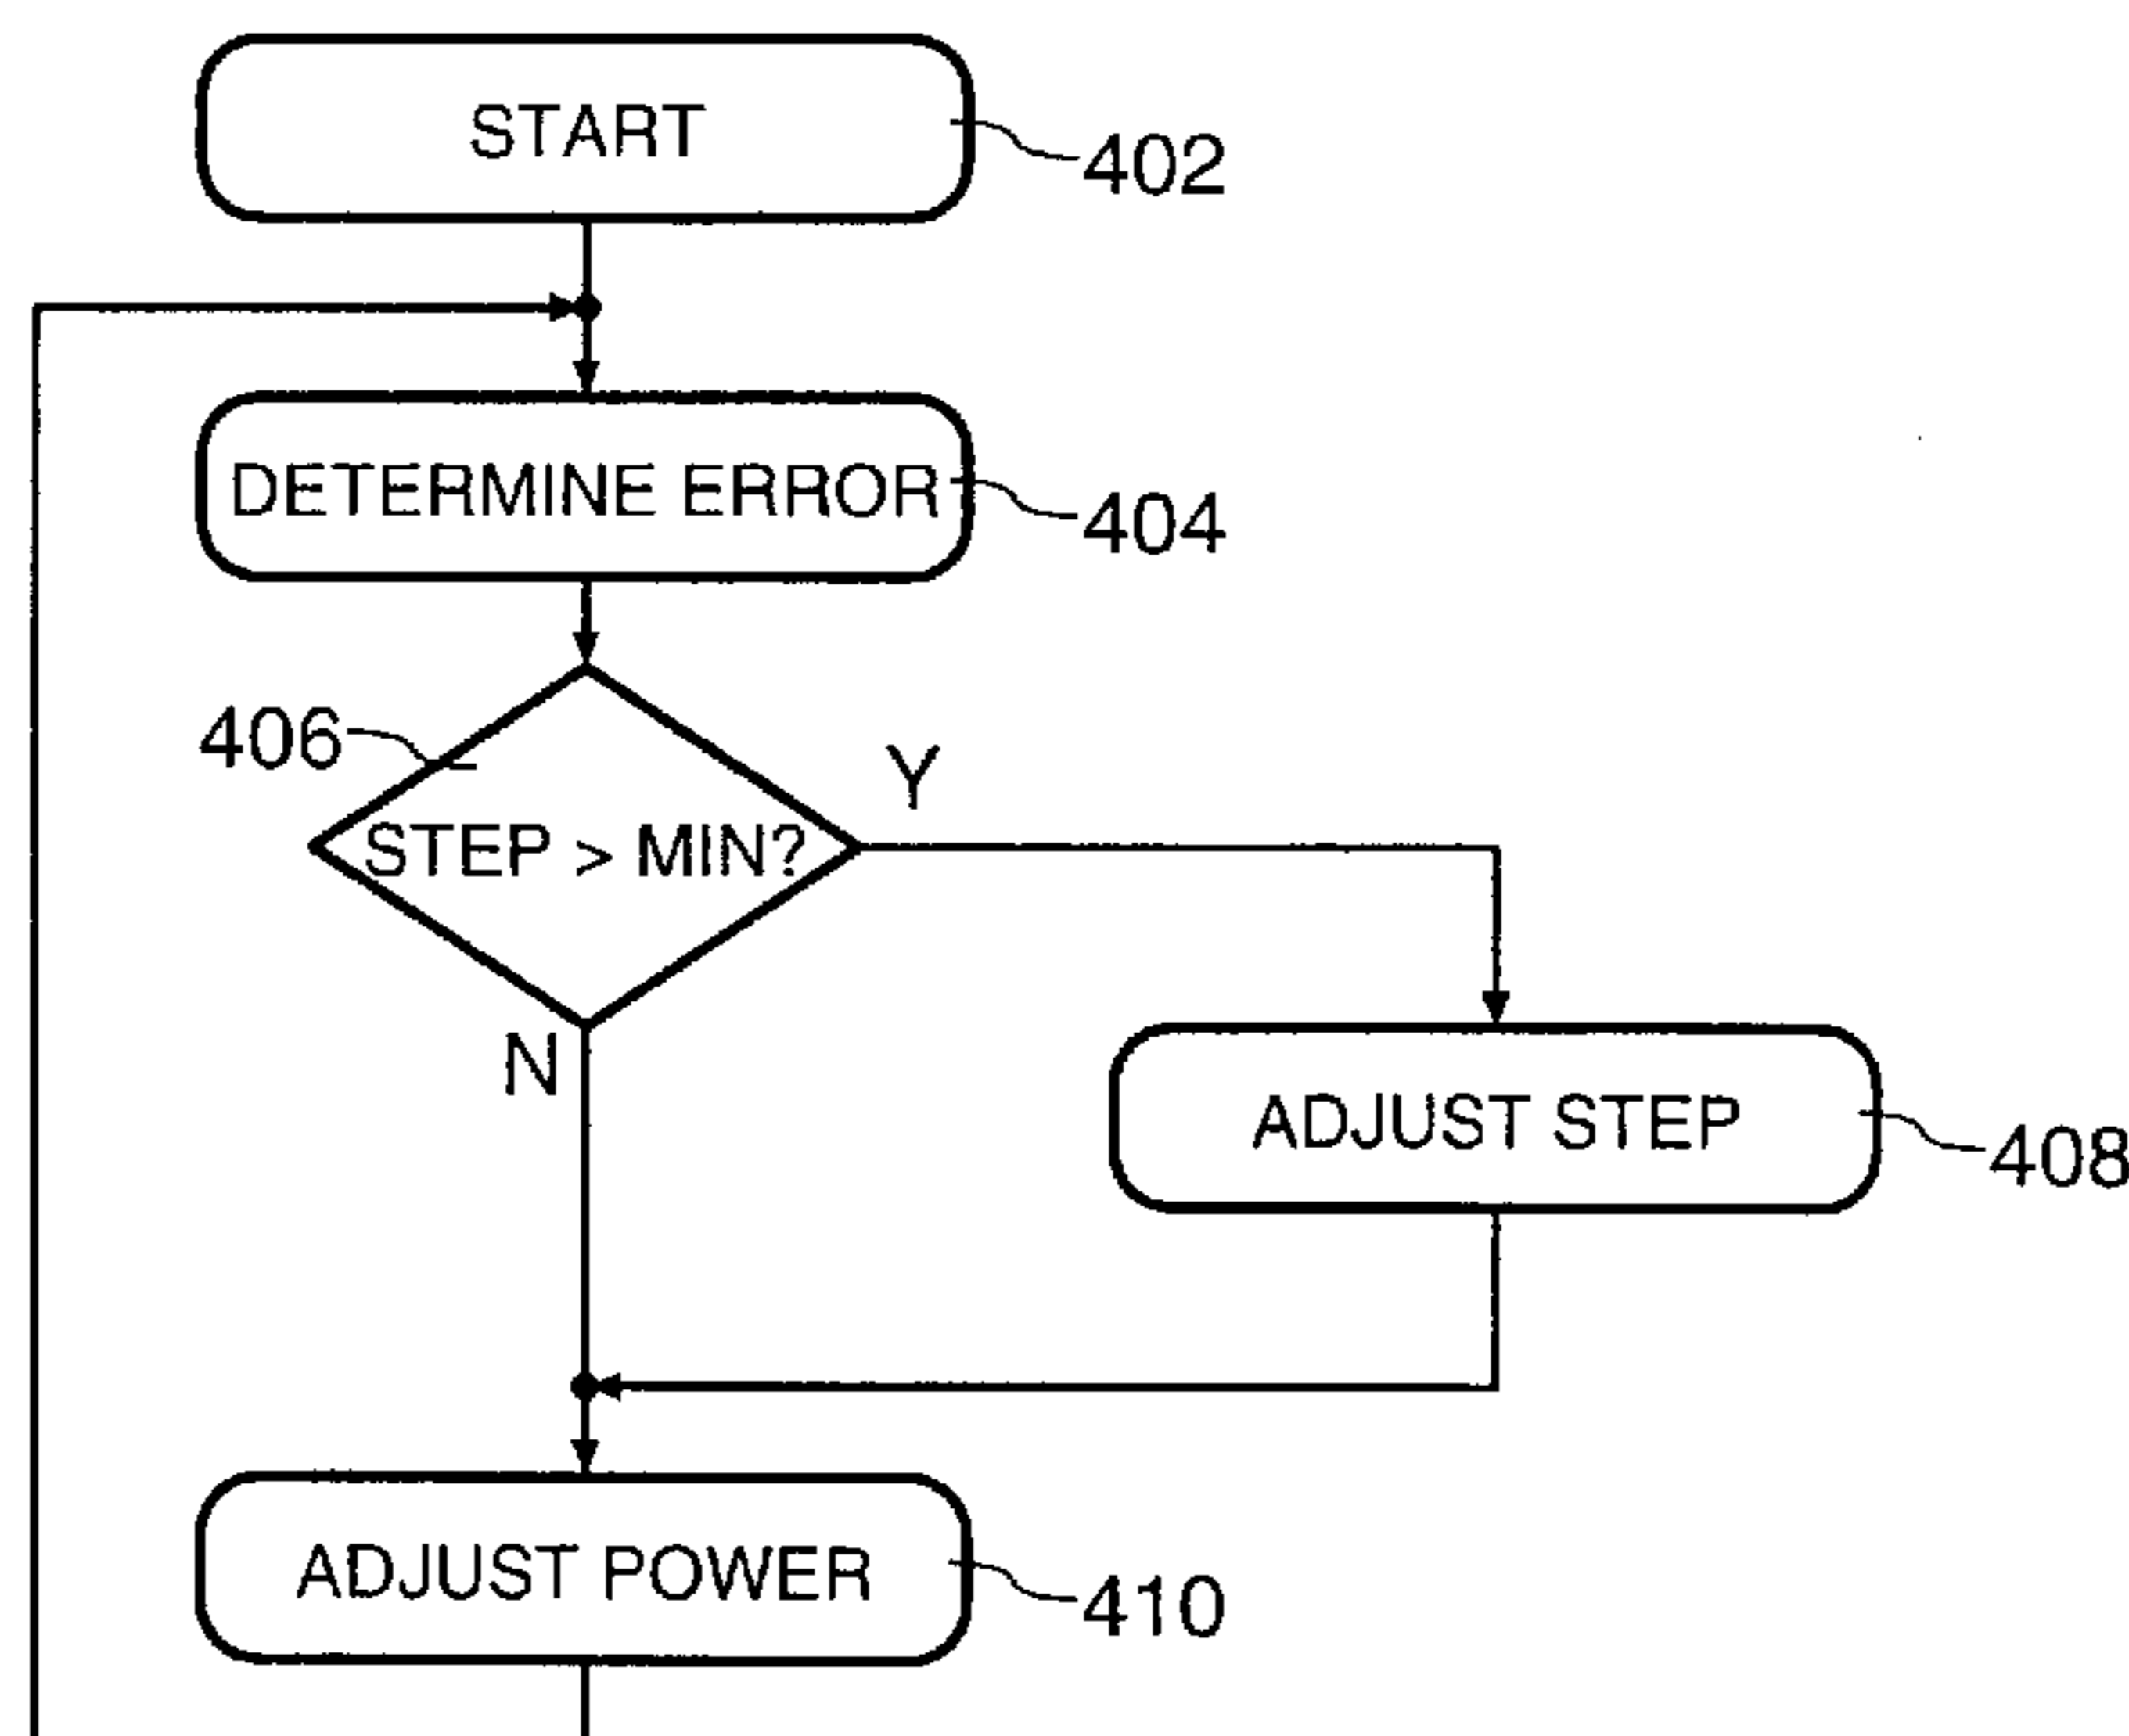 START
402
DETERMINE ERROR
404
406
Y
STEP > MIN?
N
ADJUST STEP
408
ADJUST POWER
410